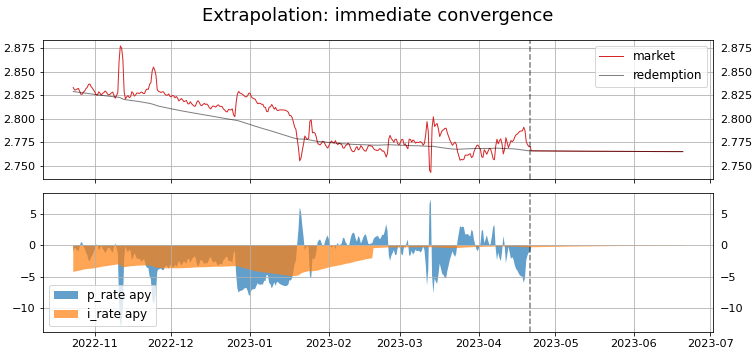 Extrapolation: immediate convergence
2.875 2.875
2.850 2.850
2.825 2.825
2.800 2.800
2.775 2.775
2.750 2.750
market
redemption
5 5
0 0
−5 −5
−10 −10
p_rate apy
i_rate apy
2022-11 2022-12 2023-01 2023-02 2023-03 2023-04 2023-05 2023-06 2023-07